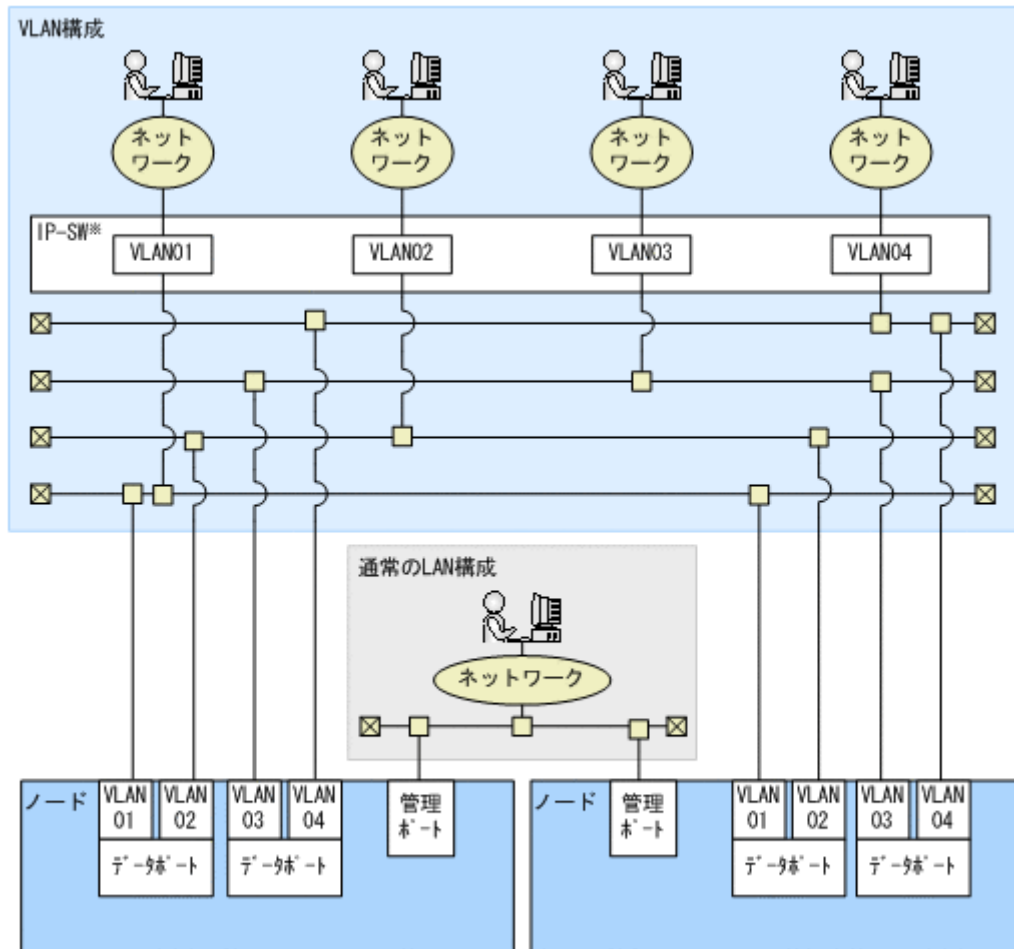 VLAN構成
ネット
ワーク
ネット
ワーク
ネット
ワーク
ネット
ワーク
IP-SW※
VLAN01
VLAN02
VLAN03
VLAN04
通常のLAN構成
ネットワーク
ノード
VLAN
01
VLAN
02
VLAN
03
VLAN
04
データポート
データポート
管理
ポート
ノード
管理
ポート
VLAN
01
VLAN
02
VLAN
03
VLAN
04
データポート
データポート